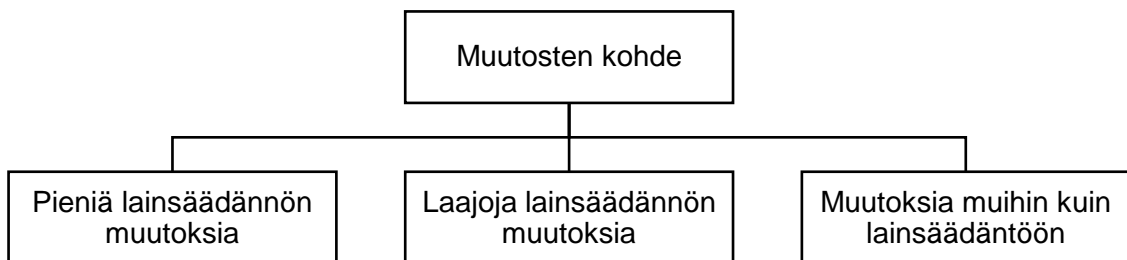 Muutosten kohde
Pieniä lainsäädännön
muutoksia
Laajoja lainsäädännön
muutoksia
Muutoksia muihin kuin
lainsäädäntöön